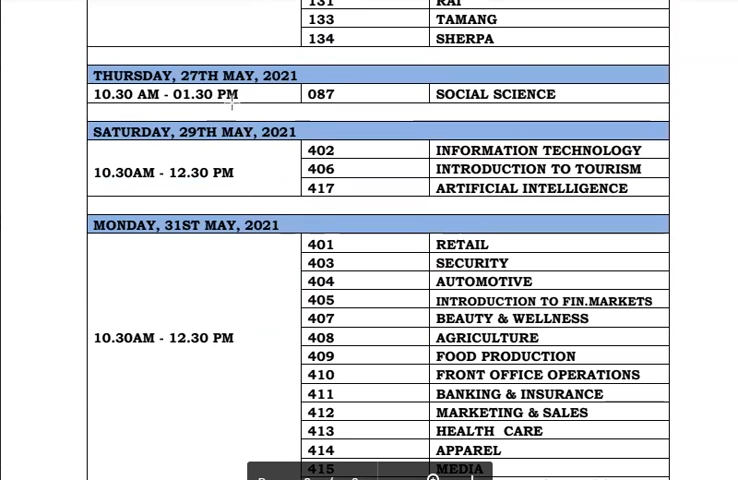 131 RAI
133 TAMANG
134 SHERPA
THURSDAY, 27TH MAY, 2021
10.30 AM - 01.30 PM 087 SOCIAL SCIENCE
SATURDAY, 29TH MAY, 2021
402 INFORMATION TECHNOLOGY
10.30AM - 12.30 PM 406 INTRODUCTION TO TOURISM
417 ARTIFICIAL INTELLIGENCE
MONDAY, 31ST MAY, 2021
401 RETAIL
403 SECURITY
404 AUTOMOTIVE
405 INTRODUCTION TO FIN.MARKETS
407 BEAUTY & WELLNESS
10.30AM - 12.30 PM 408 AGRICULTURE
409 FOOD PRODUCTION
410 FRONT OFFICE OPERATIONS
411 BANKING & INSURANCE
412 MARKETING & SALES
413 HEALTH CARE
414 APPAREL
415 MEDIA